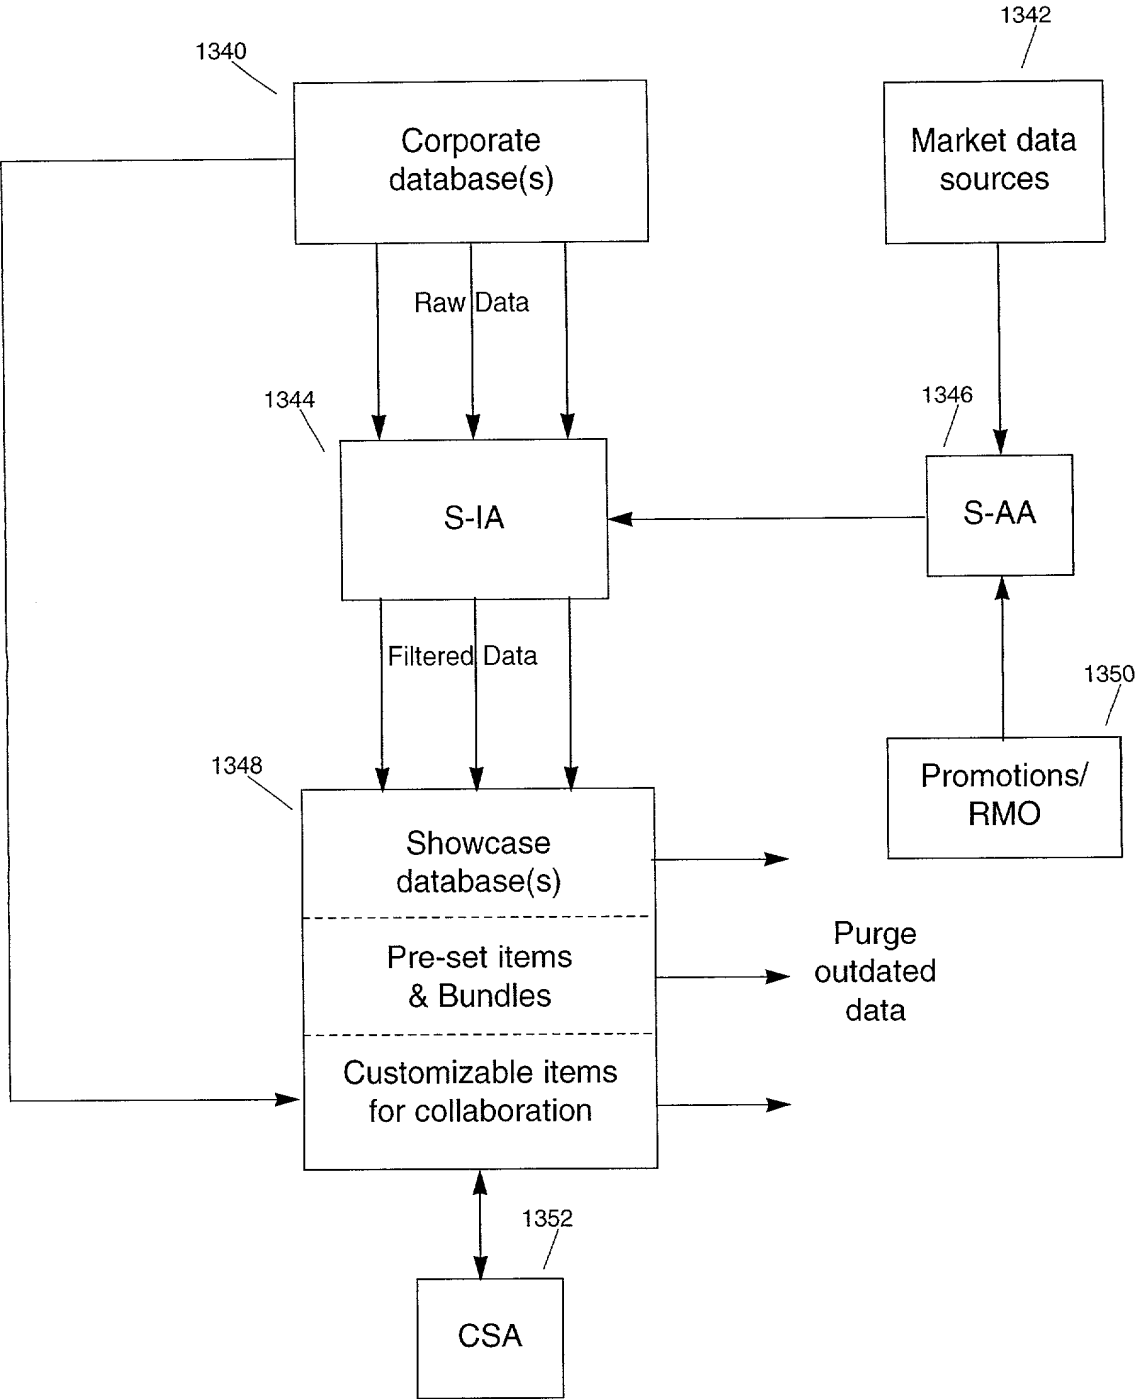 1342
1340
Corporate
database(s)
Market data
sources
Raw Data
1344
1346
S-IA
S-AA
Filtered Data
1350
1348
Promotions/
RMO
Showcase
database(s)
Pre-set items
& Bundles
Purge
outdated
data
Customizable items
for collaboration
1352
CSA